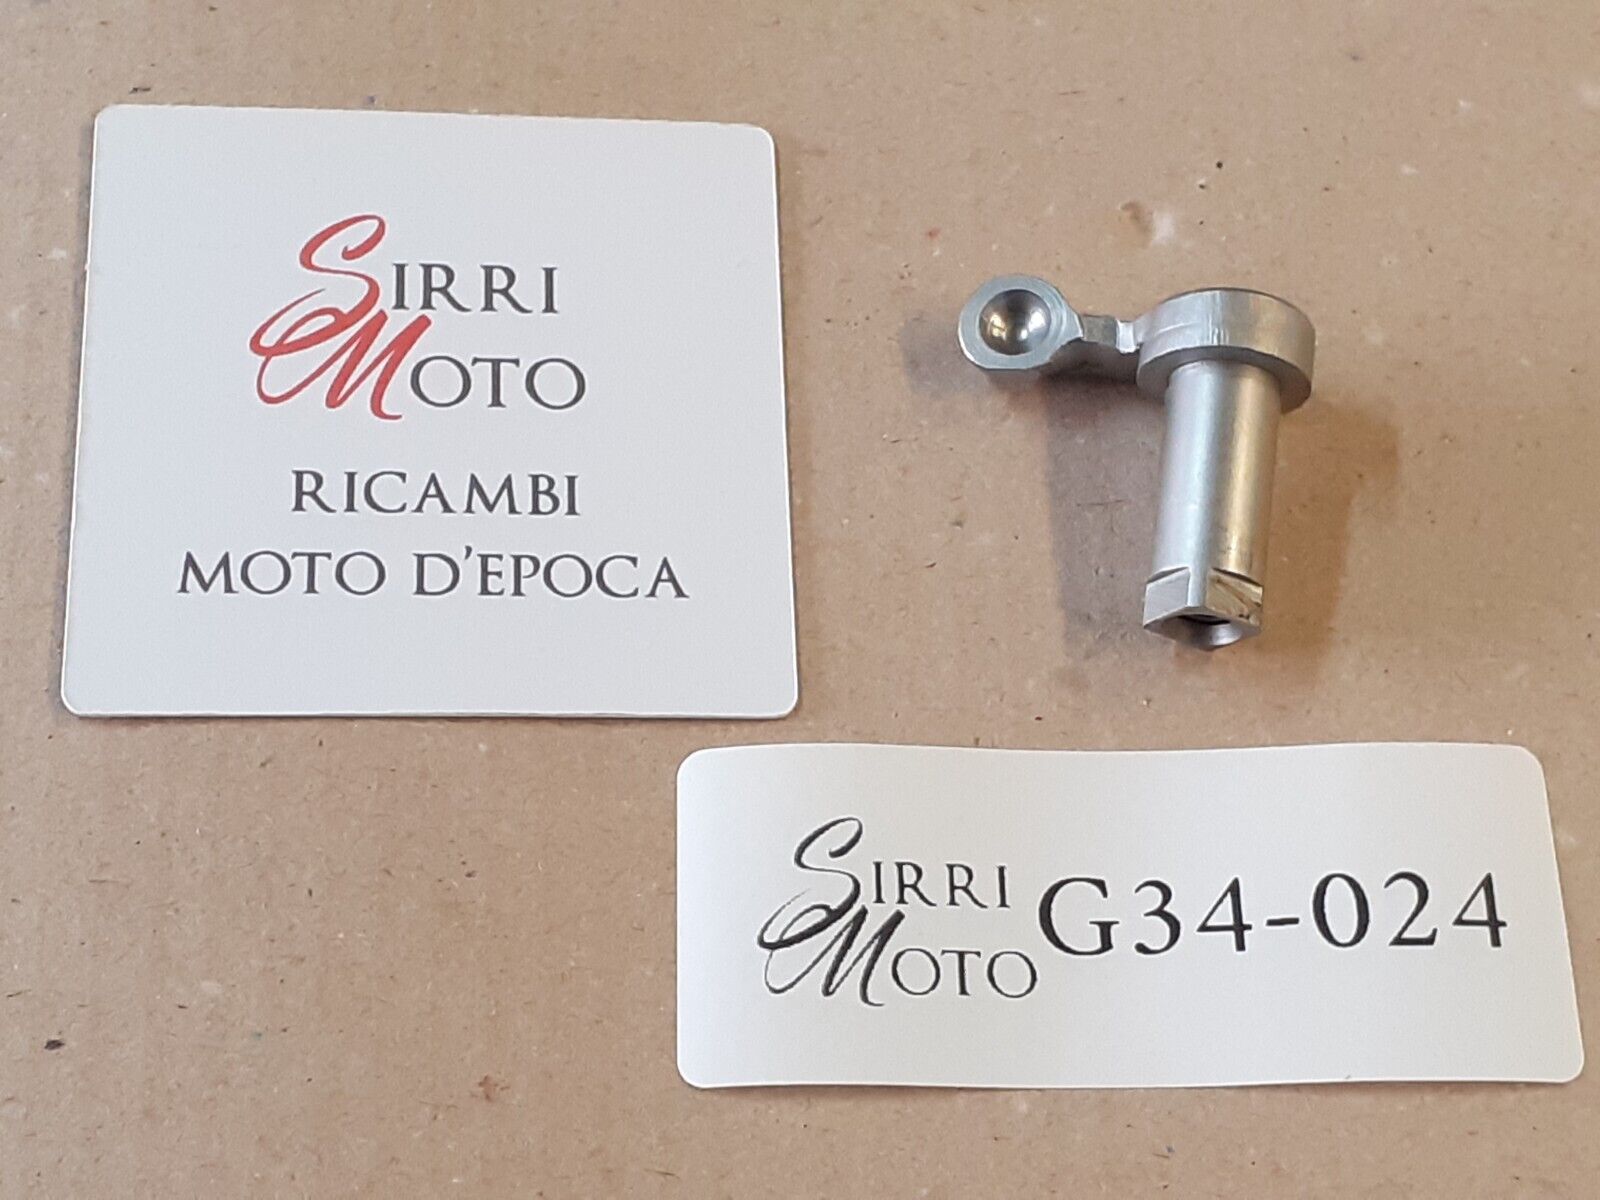 SIRRI
MOTO
RICAMBI
MOTO D'EPOCA
SIRRI
MOTO
G34-024